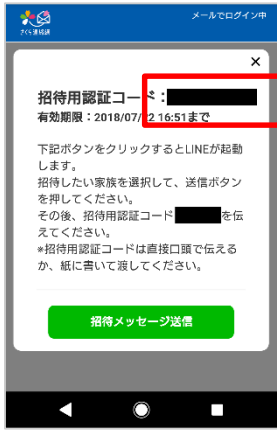 メールでログイン中
さくら連絡網
×
招待用認証コード：
有効期限：2018/07/12 16:51まで
下記ボタンをクリックするとLINEが起動
します。
招待したい家族を選択して、送信ボタン
を押してください。
その後、招待用認証コード を伝
えてください。
*招待用認証コードは直接口頭で伝える
か、紙に書いて渡してください。
招待メッセージ送信